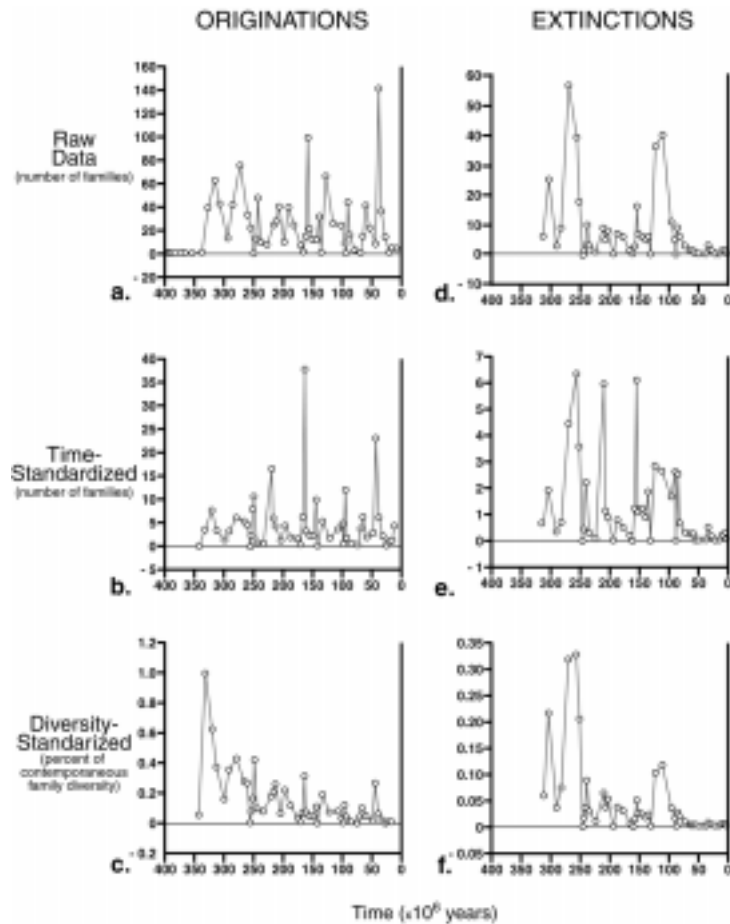 ORIGINATIONS
EXTINCTIONS
Raw
Data
(number of families)
160
140
120
100
80
60
40
20
0
- 20
a.
400 350 300 250 200 150 100 50 0
60
50
40
30
20
10
0
- 10
d.
400 350 300 250 200 150 100 50 0
Time-
Standardized
(number of families)
40
35
30
25
20
15
10
5
0
- 5
b.
400 350 300 250 200 150 100 50 0
7
6
5
4
3
2
1
0
- 1
e.
400 350 300 250 200 150 100 50 0
Diversity-
Standarized
(percent of
contemporaneous
family diversity)
1.2
1.0
0.8
0.6
0.4
0.2
0
- 0.2
c.
400 350 300 250 200 150 100 50 0
0.35
0.30
0.25
0.20
0.15
0.10
0.05
0
- 0.05
f.
400 350 300 250 200 150 100 50 0
Time (x10⁶ years)